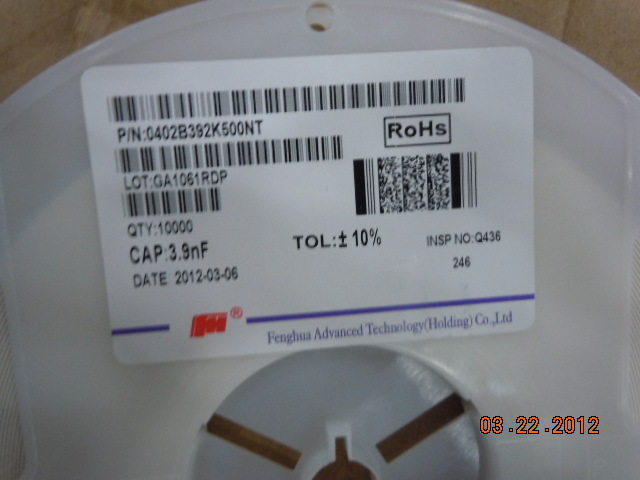 P/N:0402B392K500NT
RoHs
LOT:GA1061RDP
QTY:10000
CAP:3.9nF
TOL:±10%
INSP NO:Q436
246
DATE 2012-03-06
FH®
Fenghua Advanced Technology(Holding) Co.,Ltd
03.22.2012